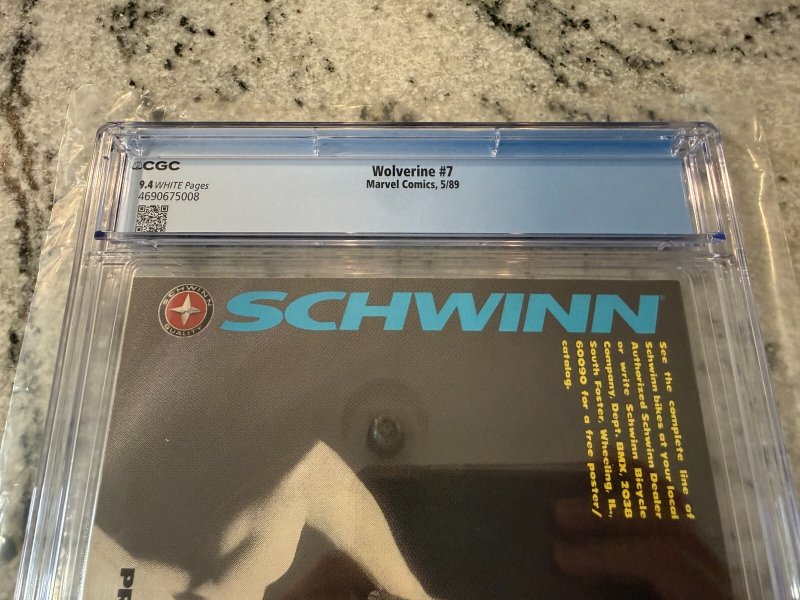 CGC
Wolverine #7
9.4 WHITE Pages
Marvel Comics, 5/89
4690675008
SCHWINN
QUALITY
SCHWINN
See the complete line of
Schwinn bikes at your local
Authorized Schwinn Dealer
or write Schwinn Bicycle
Company, Dept. BMX, 2038
South Foster, Wheeling, IL,
60090 for a free poster/
catalog.